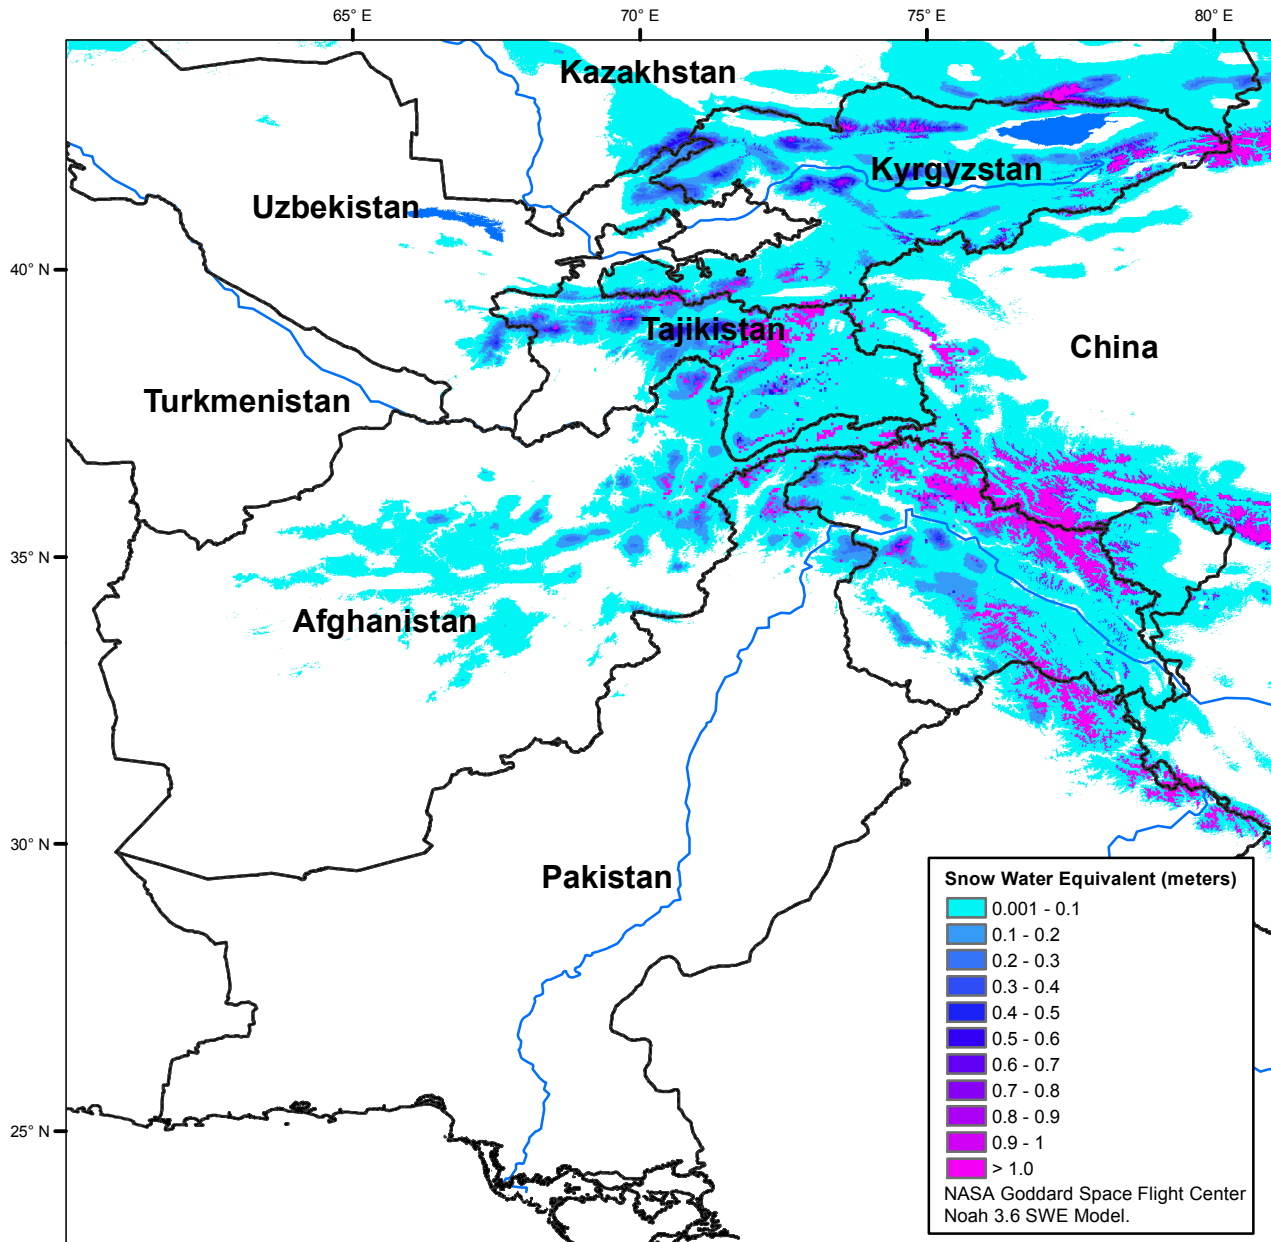 65° E
70° E
75° E
80° E
Kazakhstan
Kyrgyzstan
Uzbekistan
40° N
Tajikistan
China
Turkmenistan
35° N
Afghanistan
30° N
Pakistan
25° N
Snow Water Equivalent (meters)
0.001 - 0.1
0.1 - 0.2
0.2 - 0.3
0.3 - 0.4
0.4 - 0.5
0.5 - 0.6
0.6 - 0.7
0.7 - 0.8
0.8 - 0.9
0.9 - 1
> 1.0
NASA Goddard Space Flight Center
Noah 3.6 SWE Model.